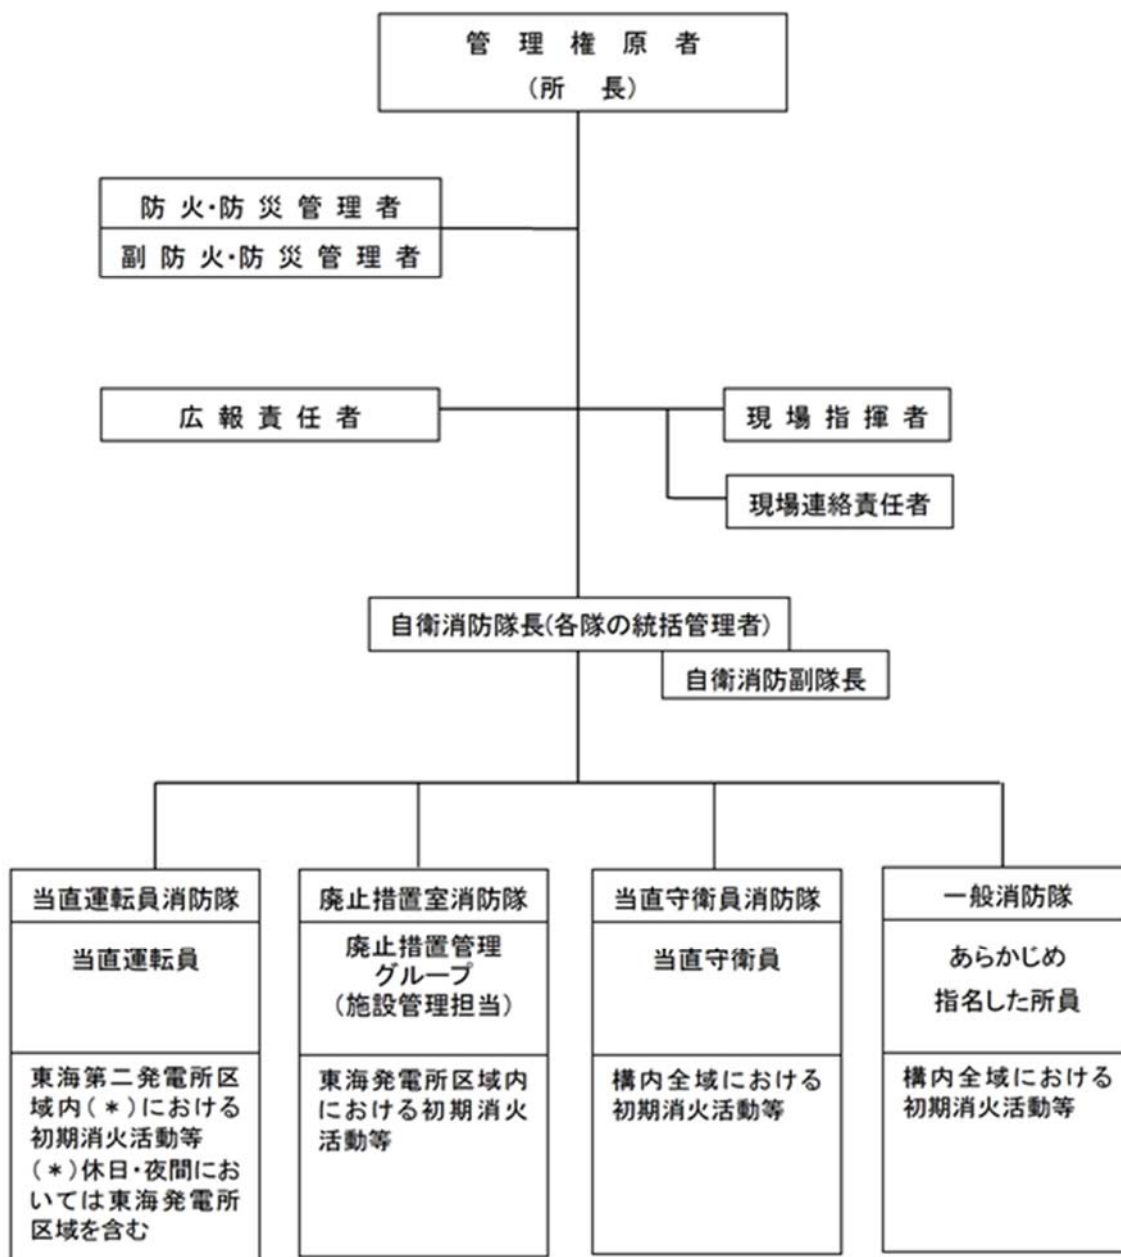 管理権原者
(所 長)
防火・防災管理者
副防火・防災管理者
広報責任者
現場指揮者
現場連絡責任者
自衛消防隊長(各隊の統括管理者)
自衛消防副隊長
当直運転員消防隊
当直運転員
東海第二発電所区
域内(*)における
初期消火活動等
(*)休日・夜間にお
いては東海発電所
区域を含む
廃止措置室消防隊
廃止措置管理
グループ
(施設管理担当)
東海発電所区域内
における初期消火
活動等
当直守衛員消防隊
当直守衛員
構内全域における
初期消火活動等
一般消防隊
あらかじめ
指名した所員
構内全域における
初期消火活動等